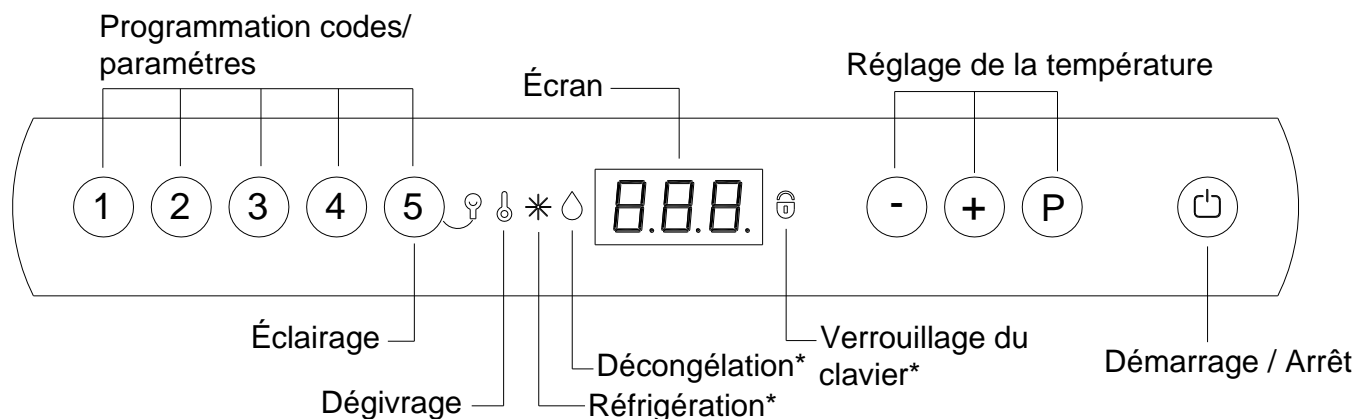 Programmation codes/
paramétres
Écran
Réglage de la température
1 2 3 4 5 8.8.8. - + P
Éclairage
Verrouillage du
clavier*
Décongélation*
Démarrage / Arrêt
Dégivrage
Réfrigération*